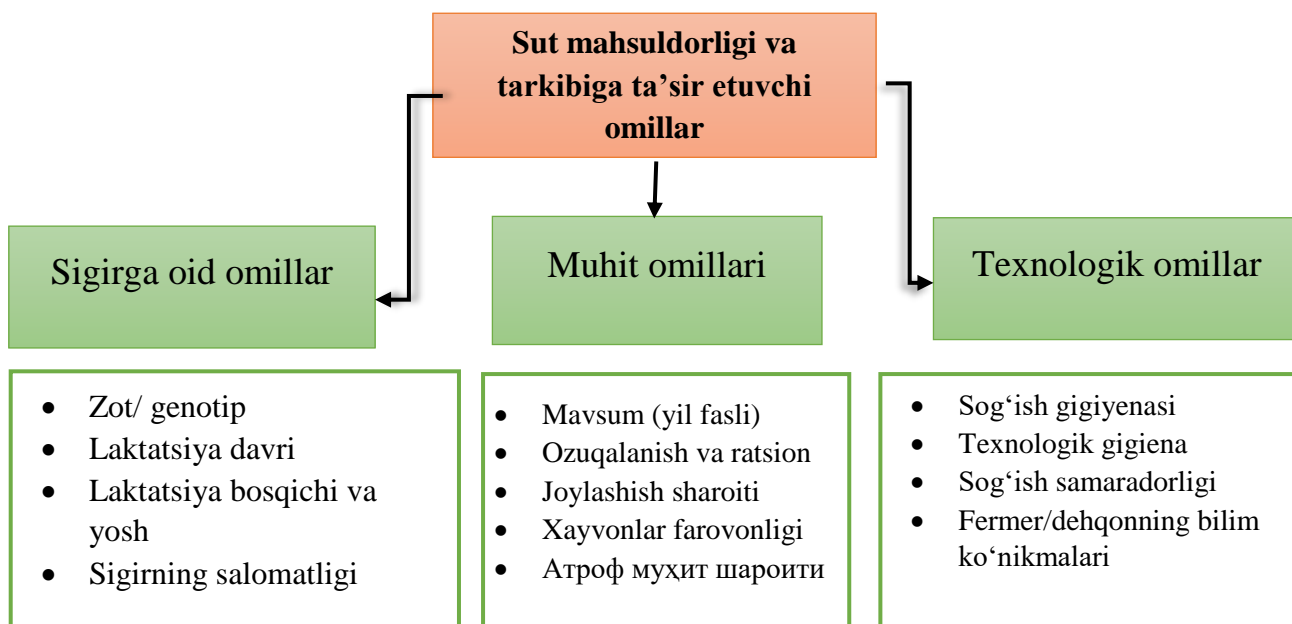 Sut mahsuldorligi va
tarkibiga ta’sir etuvchi
omillar
Sigirga oid omillar
Muhit omillari
Texnologik omillar
• Zot/ genotip
• Laktatsiya davri
• Laktatsiya bosqichi va
yosh
• Sigirning salomatligi
• Mavsum (yil fasli)
• Ozuqalanish va ratsion
• Joylashish sharoiti
• Xayvonlar farovonligi
• Атроф муҳит шароити
• Sog‘ish gigiyenasi
• Texnologik gigiena
• Sog‘ish samaradorligi
• Fermer/dehqonning bilim
ko‘nikmalari